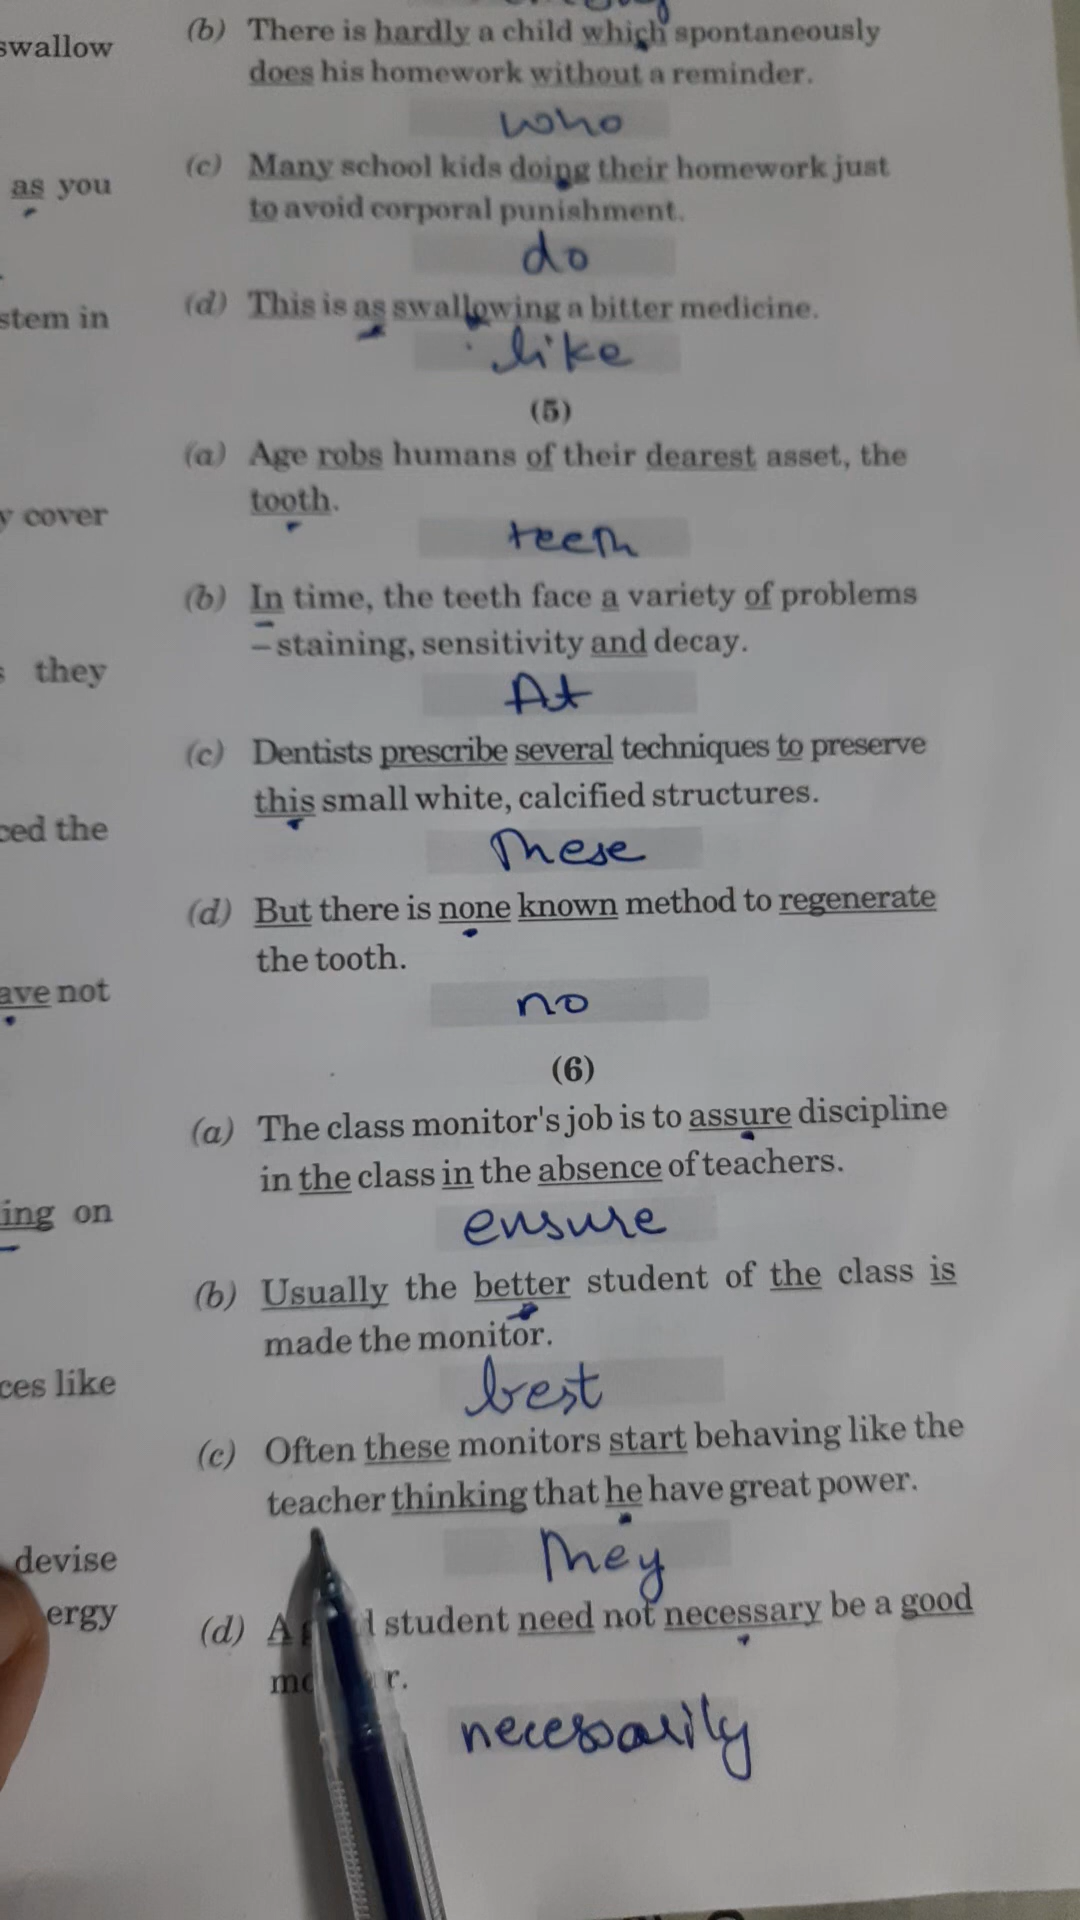 swallow
(b) There is hardly a child which spontaneously
does his homework without a reminder.
who
(c) Many school kids doing their homework just
as you
to avoid corporal punishment.
do
(d) This is as swallowing a bitter medicine.
stem in
like
(5)
(a) Age robs humans of their dearest asset, the
tooth.
y cover
teeth
(b) In time, the teeth face a variety of problems
– staining, sensitivity and decay.
s they
At
(c) Dentists prescribe several techniques to preserve
this small white, calcified structures.
ced the
These
(d) But there is none known method to regenerate
the tooth.
ave not
no
(6)
(a) The class monitor's job is to assure discipline
in the class in the absence of teachers.
ing on
ensure
(b) Usually the better student of the class is
made the monitor.
ces like
best
(c) Often these monitors start behaving like the
teacher thinking that he have great power.
devise
They
ergy
(d) A student need not necessary be a good
necessarily